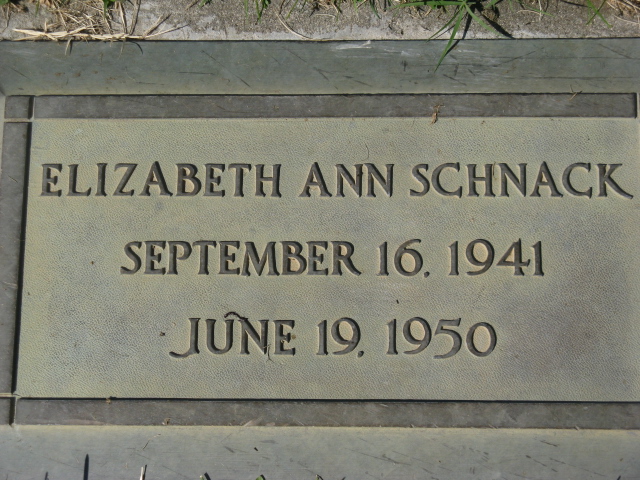 ELIZABETH ANN SCHNACK
SEPTEMBER 16, 1941
JUNE 19, 1950